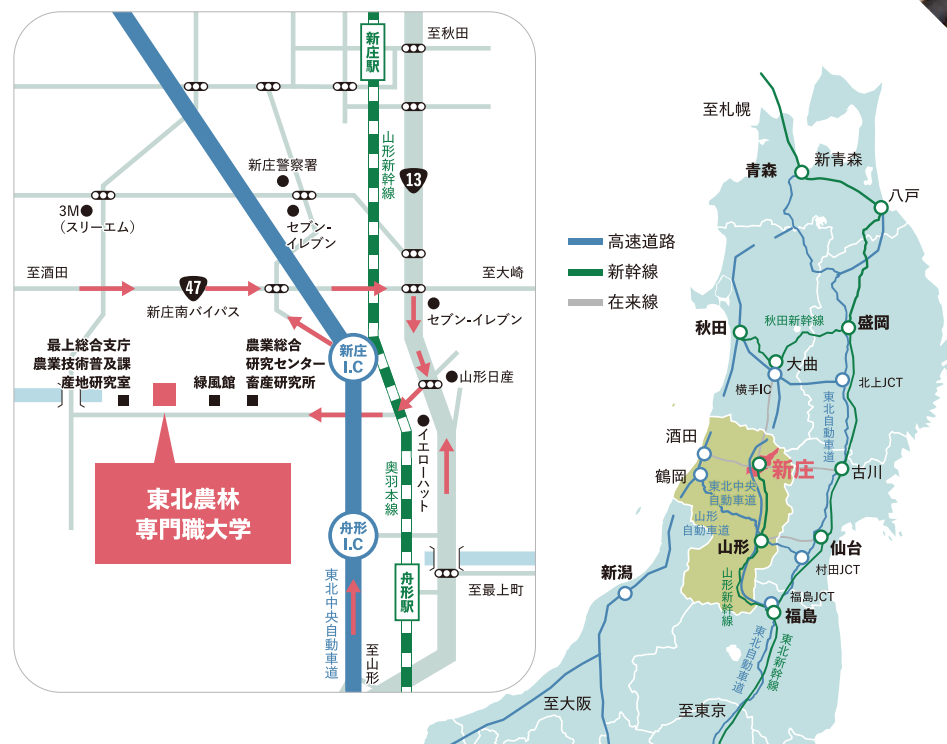 至秋田
新庄駅
山形新幹線
13
新庄警察署
3M
（スリーエム）
セブン-
イレブン
至酒田
47
新庄南バイパス
至大崎
セブン-イレブン
新庄
I.C
最上総合支庁
農業技術普及課
産地研究室
緑風館
農業総合
研究センター
畜産研究所
山形日産
イエローハット
東北農林
専門職大学
奥羽本線
舟形
I.C
舟形駅
至最上町
東北中央自動車道
至山形
至札幌
青森
新青森
八戸
高速道路
新幹線
在来線
秋田
秋田新幹線
盛岡
大曲
横手IC
北上JCT
東北自動車道
酒田
鶴岡
新庄
古川
東北中央
自動車道
山形
自動車道
山形
仙台
村田JCT
新潟
山形新幹線
福島JCT
福島
東北自動車道
東北新幹線
至大阪
至東京